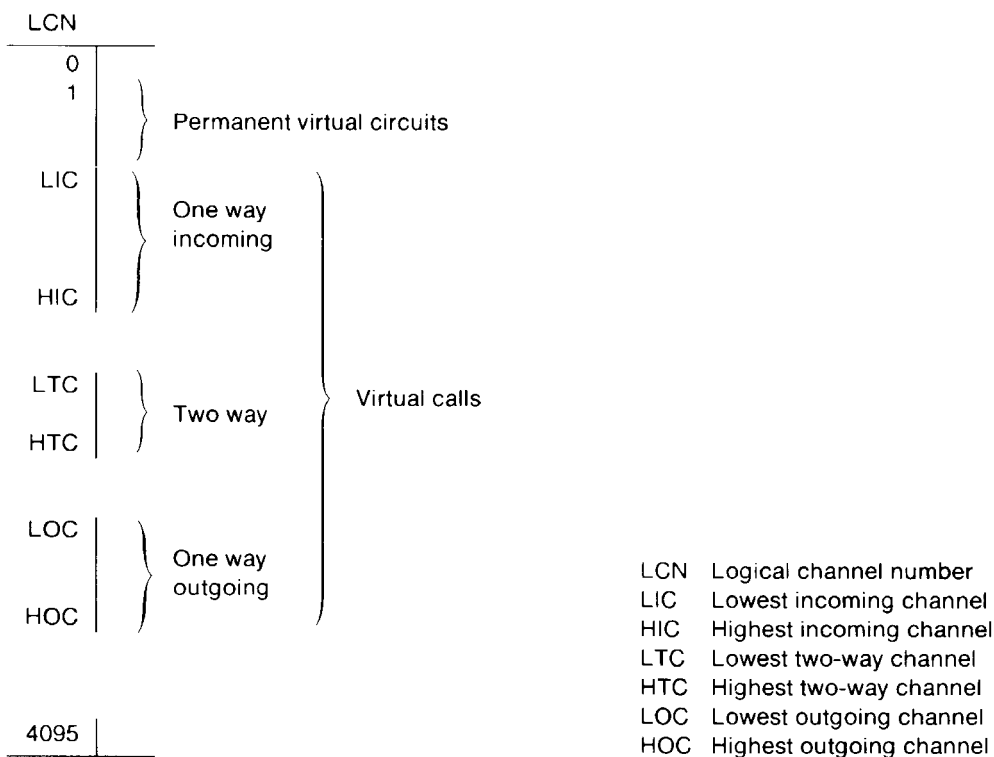 LCN
0
1
Permanent virtual circuits
LIC
One way
incoming
HIC
LTC
Two way
HTC
Virtual calls
LOC
One way
outgoing
HOC
4095
LCN Logical channel number
LIC Lowest incoming channel
HIC Highest incoming channel
LTC Lowest two-way channel
HTC Highest two-way channel
LOC Lowest outgoing channel
HOC Highest outgoing channel